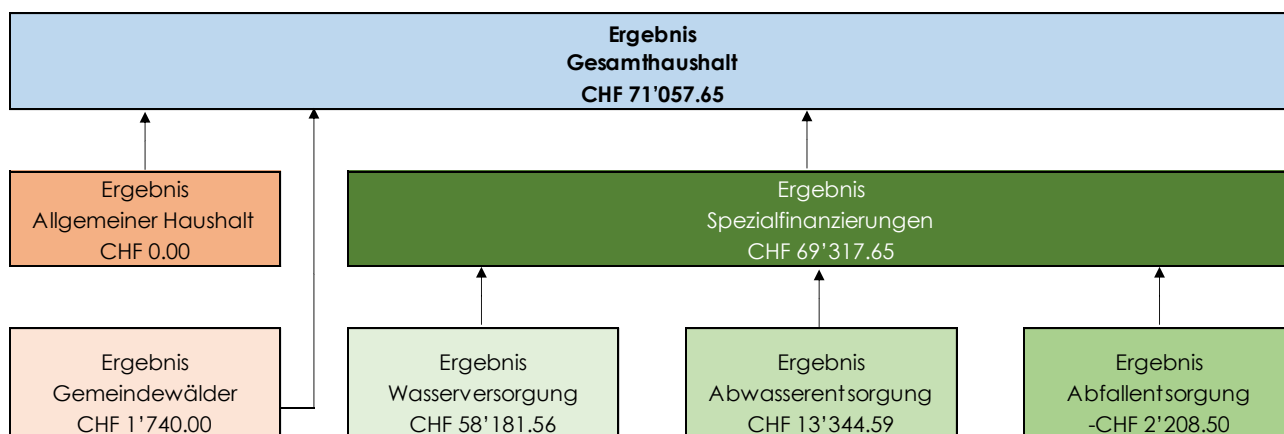 Ergebnis
Gesamthaushalt
CHF 71’057.65
Ergebnis
Allgemeiner Haushalt
CHF 0.00
Ergebnis
Spezialfinanzierungen
CHF 69’317.65
Ergebnis
Gemeindewälder
CHF 1’740.00
Ergebnis
Wasserversorgung
CHF 58’181.56
Ergebnis
Abwasserentsorgung
CHF 13’344.59
Ergebnis
Abfallentsorgung
-CHF 2’208.50